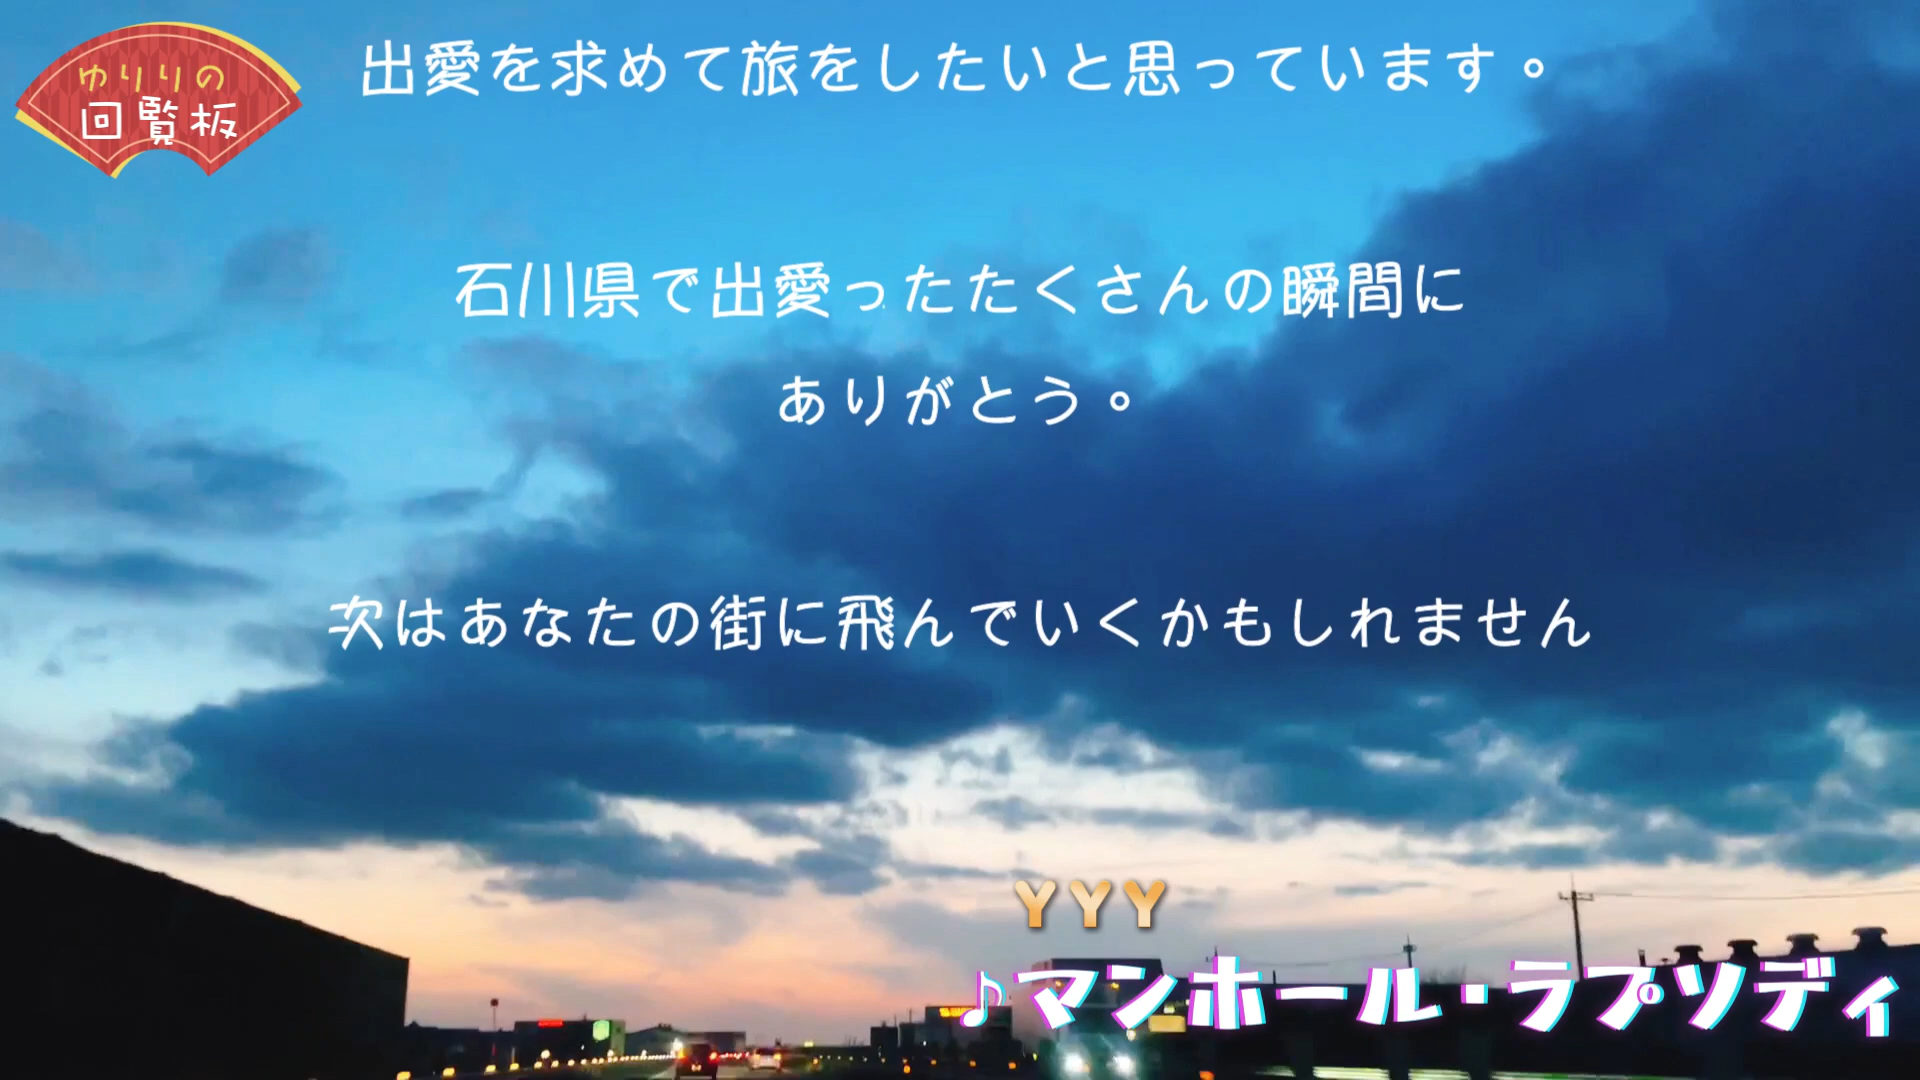 ゆりりの
回覧板
出愛を求めて旅をしたいと思っています。
石川県で出愛ったたくさんの瞬間に
ありがとう。
次はあなたの街に飛んでいくかもしれません
YYY
♪マンホール・ラプソディ